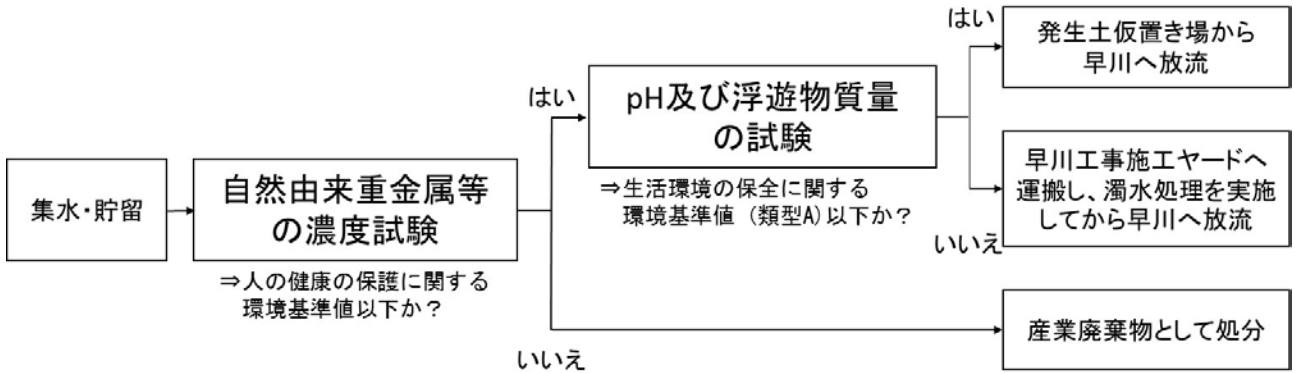 集水・貯留
自然由来重金属等
の濃度試験
⇒人の健康の保護に関する
環境基準値以下か？
はい
いいえ
pH及び浮遊物質量
の試験
⇒生活環境の保全に関する
環境基準値（類型A）以下か？
はい
いいえ
発生土仮置き場から
早川へ放流
早川工事施工ヤードへ
運搬し、濁水処理を実施
してから早川へ放流
産業廃棄物として処分